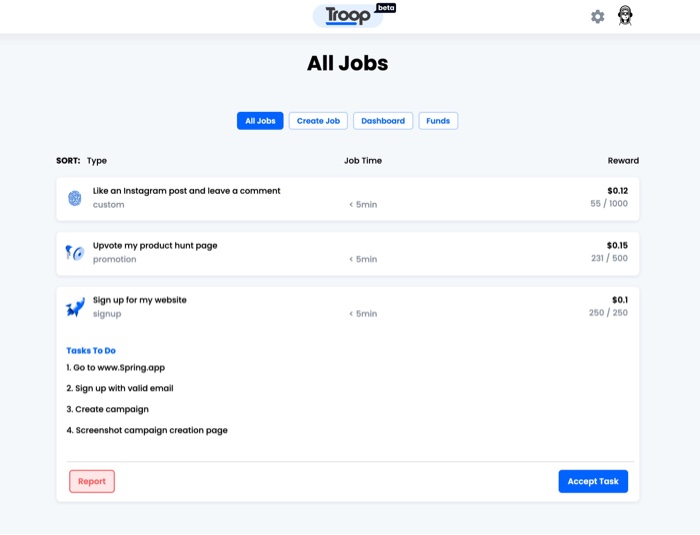 Troop beta
All Jobs
All Jobs Create Job Dashboard Funds
SORT: Type Job Time Reward
Like an Instagram post and leave a comment $0.12
custom < 5min 55 / 1000
Upvote my product hunt page $0.15
promotion < 5min 231 / 500
Sign up for my website $0.1
signup < 5min 250 / 250
Tasks To Do
1. Go to www.Spring.app
2. Sign up with valid email
3. Create campaign
4. Screenshot campaign creation page
Report Accept Task